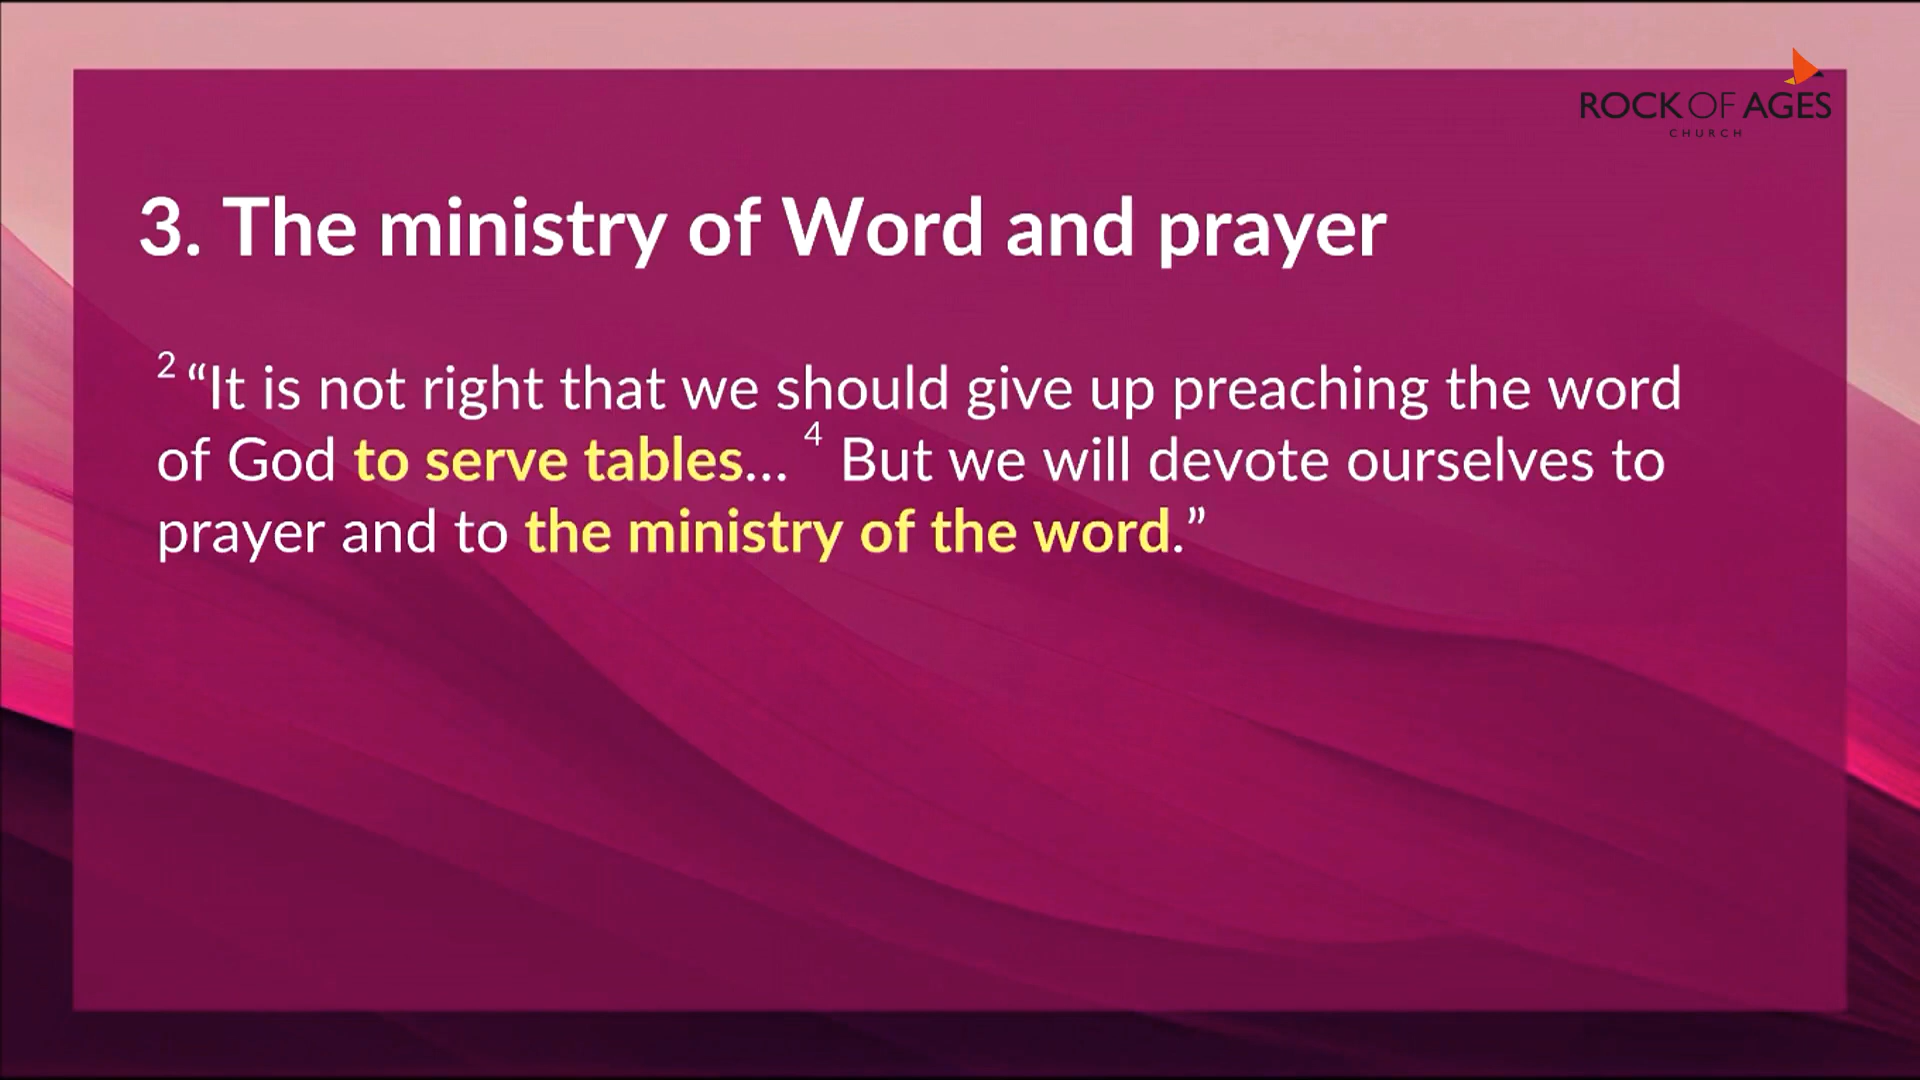 ROCK OF AGES
CHURCH
3. The ministry of Word and prayer
2 “It is not right that we should give up preaching the word
of God to serve tables... 4 But we will devote ourselves to
prayer and to the ministry of the word.”